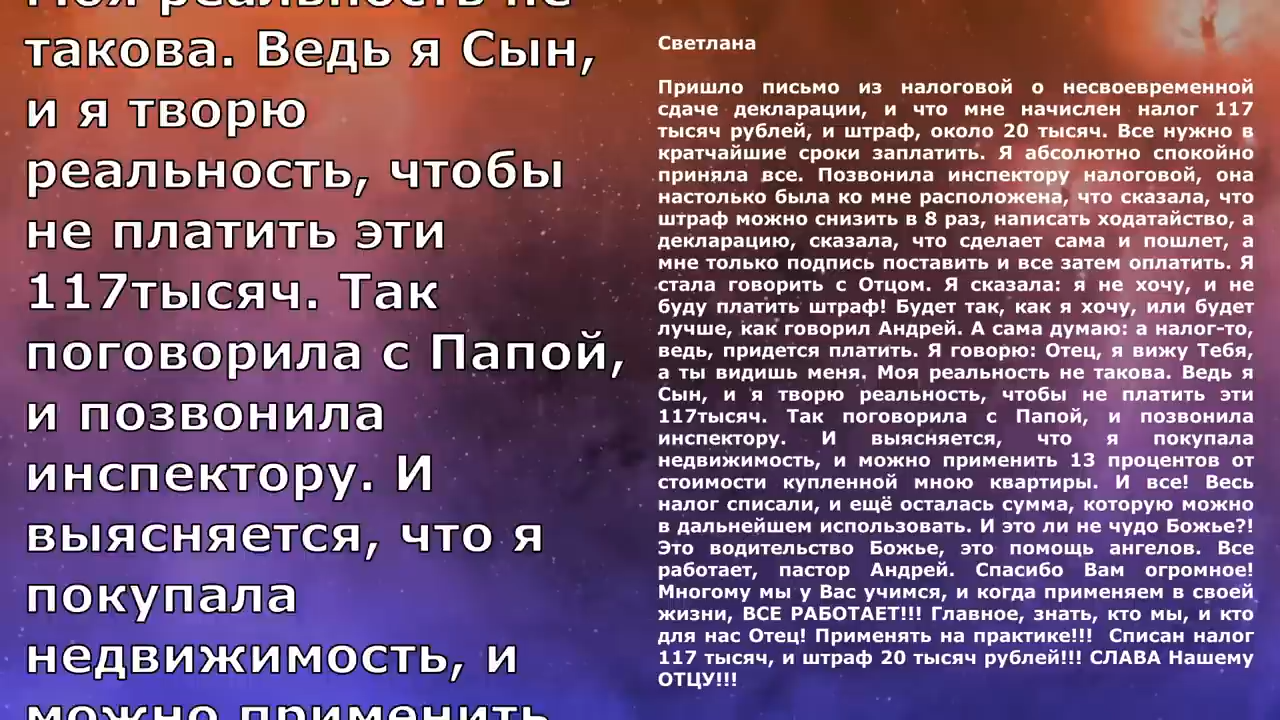 Моя реальность не
такова. Ведь я Сын,
и я творю
реальность, чтобы
не платить эти
117тысяч. Так
поговорила с Папой,
и позвонила
инспектору. И
выясняется, что я
покупала
недвижимость, и
можно применить
Светлана
Пришло письмо из налоговой о несвоевременной
сдаче декларации, и что мне начислен налог 117
тысяч рублей, и штраф, около 20 тысяч. Все нужно в
кратчайшие сроки заплатить. Я абсолютно спокойно
приняла все. Позвонила инспектору налоговой, она
настолько была ко мне расположена, что сказала, что
штраф можно снизить в 8 раз, написать ходатайство, а
декларацию, сказала, что сделает сама и пошлет, а
мне только подпись поставить и все затем оплатить. Я
стала говорить с Отцом. Я сказала: я не хочу, и не
буду платить штраф! Будет так, как я хочу, или будет
лучше, как говорил Андрей. А сама думаю: а налог-то,
ведь, придется платить. Я говорю: Отец, я вижу Тебя,
а ты видишь меня. Моя реальность не такова. Ведь я
Сын, и я творю реальность, чтобы не платить эти
117тысяч. Так поговорила с Папой, и позвонила
инспектору. И выясняется, что я покупала
недвижимость, и можно применить 13 процентов от
стоимости купленной мною квартиры. И все! Весь
налог списали, и ещё осталась сумма, которую можно
в дальнейшем использовать. И это ли не чудо Божье?!
Это водительство Божье, это помощь ангелов. Все
работает, пастор Андрей. Спасибо Вам огромное!
Многому мы у Вас учимся, и когда применяем в своей
жизни, ВСЕ РАБОТАЕТ!!! Главное, знать, кто мы, и кто
для нас Отец! Применять на практике!!! Списан налог
117 тысяч, и штраф 20 тысяч рублей!!! СЛАВА Нашему
ОТЦУ!!!